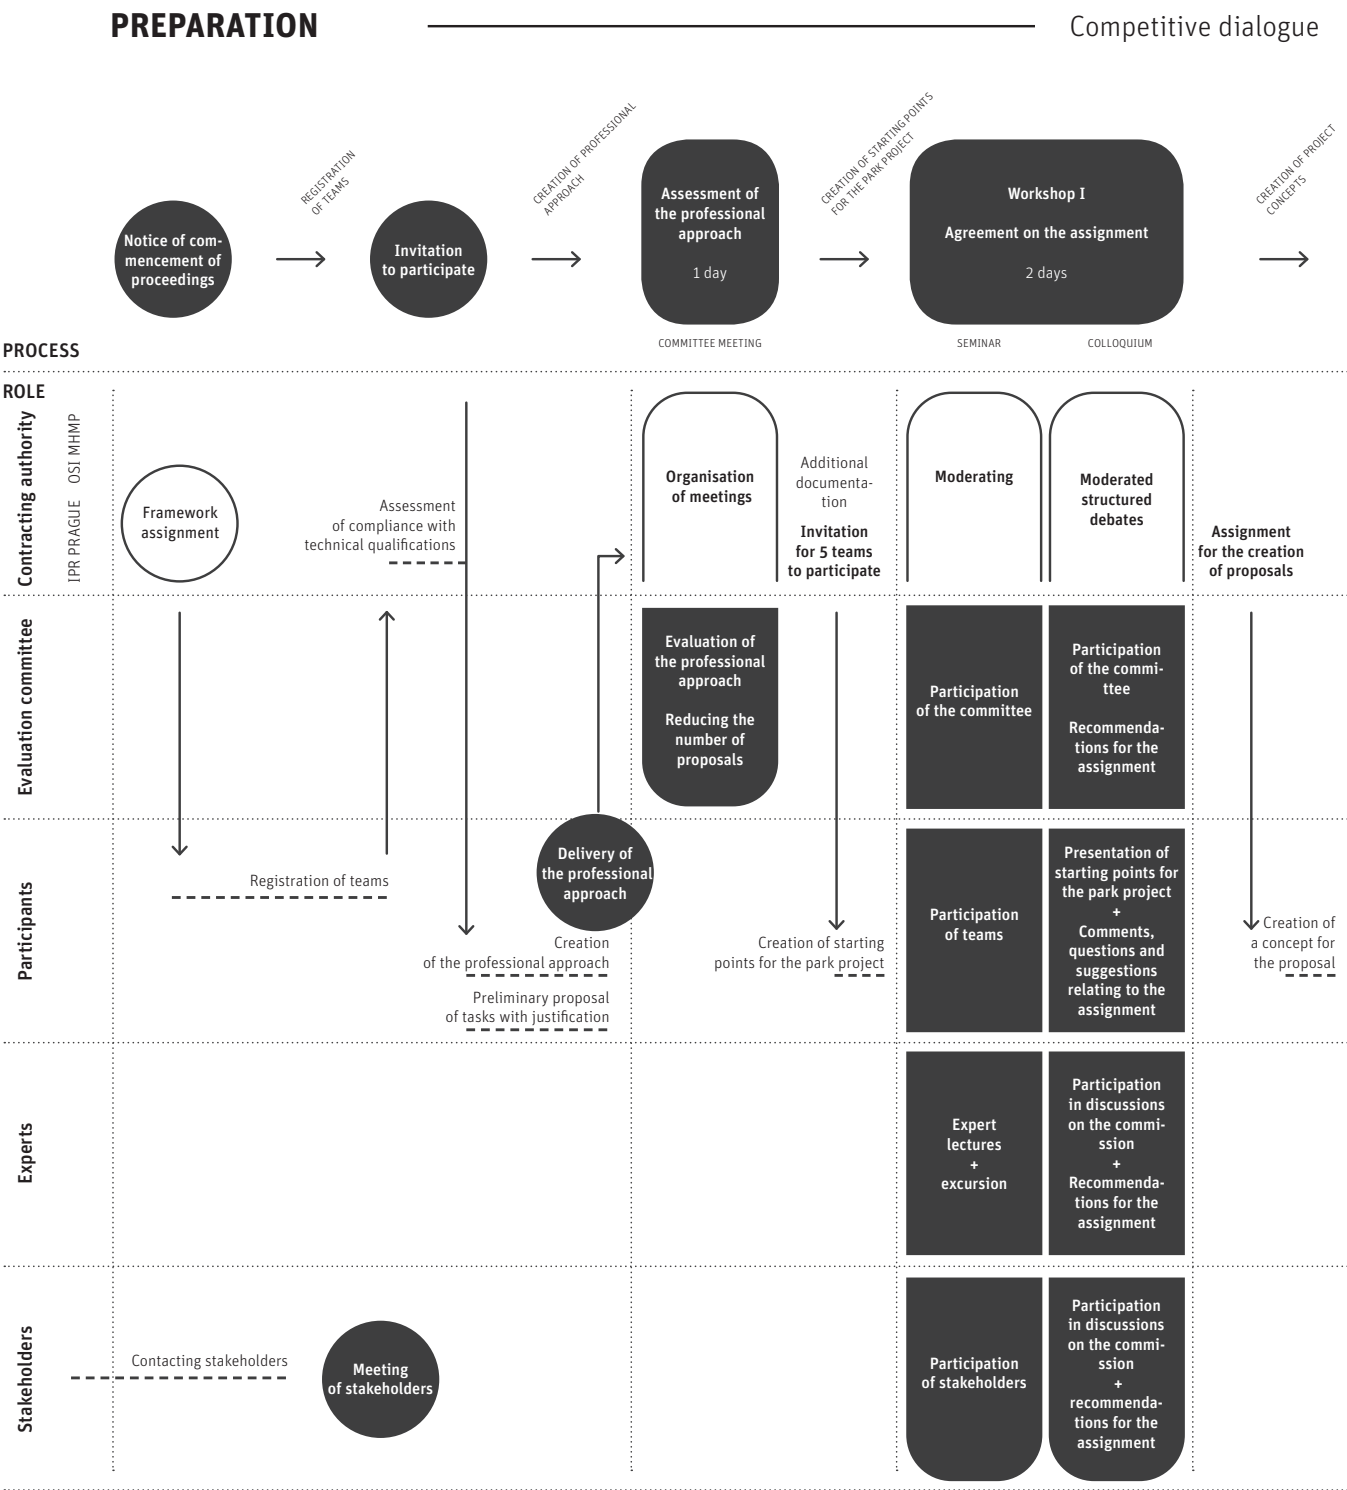 PREPARATION
Competitive dialogue
REGISTRATION
OF TEAMS
CREATION OF PROFESSIONAL
APPROACH
CREATION OF STARTING POINTS
FOR THE PARK PROJECT
CREATION OF PROJECT
CONCEPTS
Notice of com-
mencement of
proceedings
Invitation
to participate
Assessment of
the professional
approach
1 day
Workshop I
Agreement on the assignment
2 days
COMMITTEE MEETING
SEMINAR
COLLOQUIUM
PROCESS
ROLE
Contracting authority
IPR PRAGUE OSI MHMP
Framework
assignment
Assessment
of compliance with
technical qualifications
Organisation
of meetings
Additional
documenta-
tion
Invitation
for 5 teams
to participate
Moderating
Moderated
structured
debates
Assignment
for the creation
of proposals
Evaluation committee
Evaluation of
the professional
approach
Reducing the
number of
proposals
Participation
of the committee
Participation
of the commi-
ttee
Recommenda-
tions for the
assignment
Participants
Registration of teams
Delivery of
the professional
approach
Creation
of the professional approach
Preliminary proposal
of tasks with justification
Creation of starting
points for the park project
Participation
of teams
Presentation of
starting points for
the park project
+
Comments,
questions and
suggestions
relating to the
assignment
Creation of
a concept for
the proposal
Experts
Expert
lectures
+
excursion
Participation
in discussions
on the commi-
ssion
+
Recommenda-
tions for the
assignment
Stakeholders
Contacting stakeholders
Meeting
of stakeholders
Participation
of stakeholders
Participation
in discussions
on the commi-
ssion
+
recommenda-
tions for the
assignment